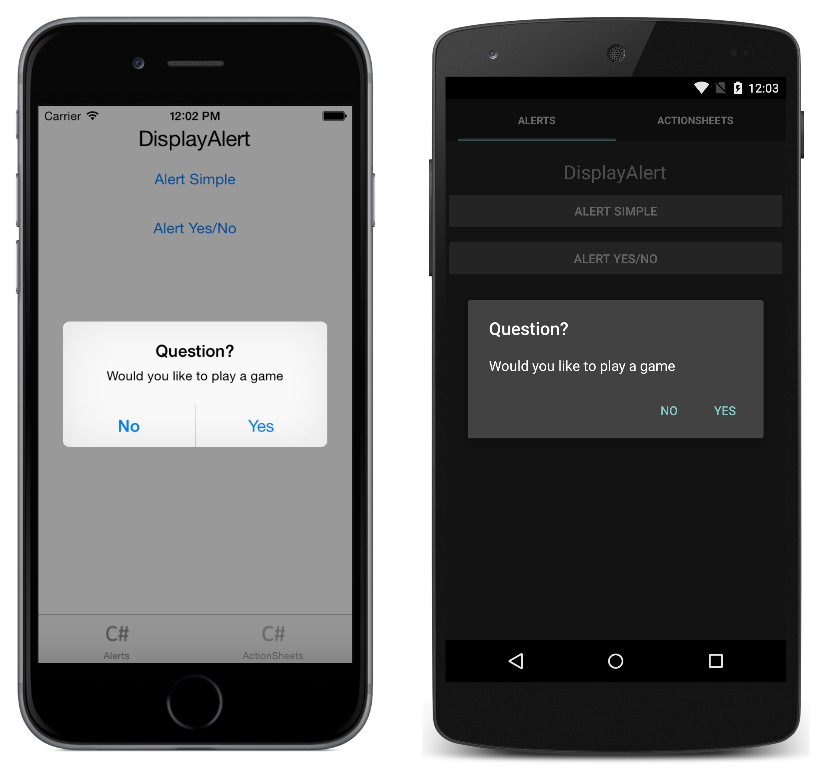 Carrier 12:02 PM
DisplayAlert
Alert Simple
Alert Yes/No
Question?
Would you like to play a game
No Yes
C# C#
Alerts ActionSheets
12:03
ALERTS ACTIONSHEETS
DisplayAlert
ALERT SIMPLE
ALERT YES/NO
Question?
Would you like to play a game
NO YES